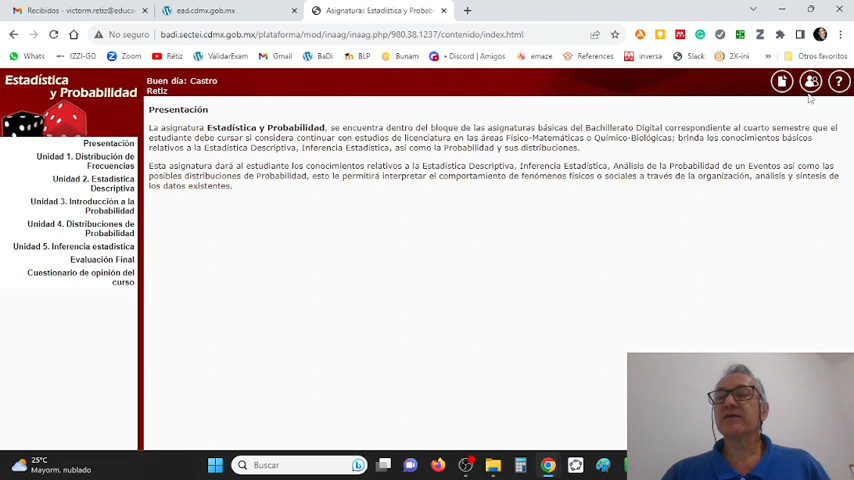 Recibidos - victorm.retiz@educa
ead.cdmx.gob.mx
Asignaturas: Estadística y Probab
No seguro
badi.sectei.cdmx.gob.mx/plataforma/mod/inaag/inaag.php/980.38.1237/contenido/index.html
Whats
IZZI-GO
Zoom
Rétiz
ValidarExam
Gmail
BaDi
BLP
Bunam
• Discord | Amigos
emaze
References
inversa
Slack
2X-ini
»
Otros favoritos
Estadística
y Probabilidad
Buen día: Castro
Retiz
?
Presentación
Unidad 1. Distribución de
Frecuencias
Unidad 2. Estadística
Descriptiva
Unidad 3. Introducción a la
Probabilidad
Unidad 4. Distribuciones de
Probabilidad
Unidad 5. Inferencia estadística
Evaluación Final
Cuestionario de opinión del
curso
Presentación
La asignatura Estadística y Probabilidad, se encuentra dentro del bloque de las asignaturas básicas del Bachillerato Digital correspondiente al cuarto semestre que el
estudiante debe cursar si considera continuar con estudios de licenciatura en las áreas Físico-Matemáticas o Químico-Biológicas; brinda los conocimientos básicos
relativos a la Estadística Descriptiva, Inferencia Estadística, así como la Probabilidad y sus distribuciones.
Esta asignatura dará al estudiante los conocimientos relativos a la Estadística Descriptiva, Inferencia Estadística, Análisis de la Probabilidad de un Eventos así como las
posibles distribuciones de Probabilidad, esto le permitirá interpretar el comportamiento de fenómenos físicos o sociales a través de la organización, análisis y síntesis de
los datos existentes.
25°C
Mayorm. nublado
Buscar